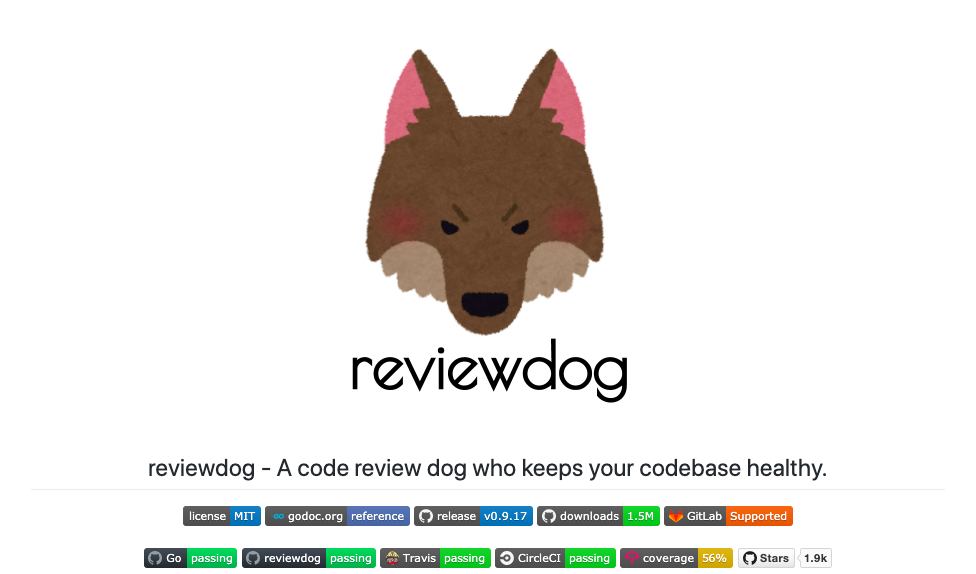 reviewdog
reviewdog - A code review dog who keeps your codebase healthy.
license MIT godoc.org reference release v0.9.17 downloads 1.5M GitLab Supported
Go passing reviewdog passing Travis passing CircleCI passing coverage 56% Stars 1.9k